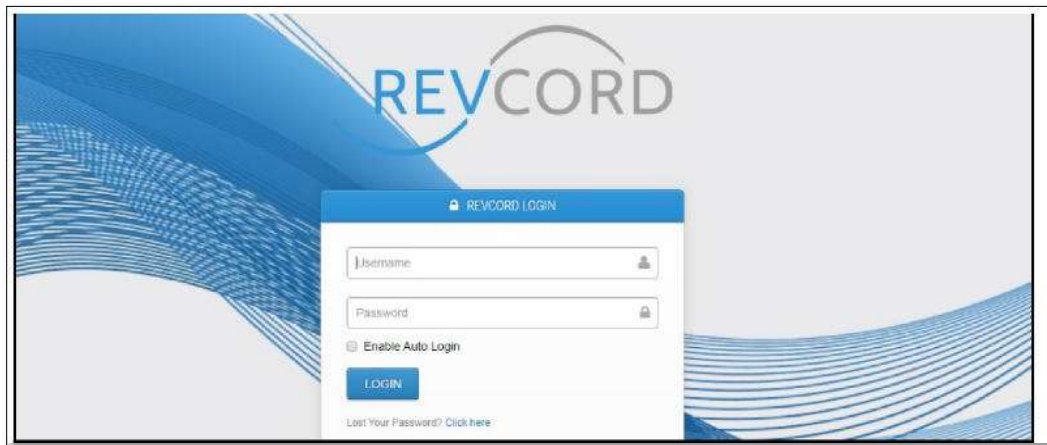 REVCORD
REVCORD LOGIN
Username
Password
Enable Auto Login
LOGIN
Lost Your Password? Click here